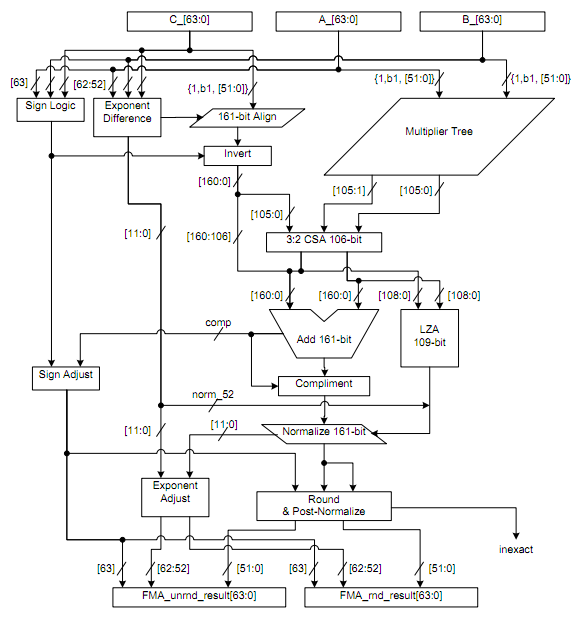 C_[63:0]
A_[63:0]
B_[63:0]
[63]
[62:52]
{1,b1, [51:0]}
{1,b1, [51:0]}
{1,b1, [51:0]}
Sign Logic
Exponent
Difference
161-bit Align
Multiplier Tree
Invert
[160:0]
[105:1]
[105:0]
[105:0]
[11:0]
[160:106]
3:2 CSA 106-bit
[160:0]
[160:0]
[108:0]
[108:0]
comp
Add 161-bit
LZA
109-bit
Sign Adjust
Compliment
norm_52
[11:0]
[11:0]
Normalize 161-bit
Exponent
Adjust
Round
& Post-Normalize
inexact
[63]
[62:52]
[51:0]
[63]
[62:52]
[51:0]
FMA_unrnd_result[63:0]
FMA_rnd_result[63:0]